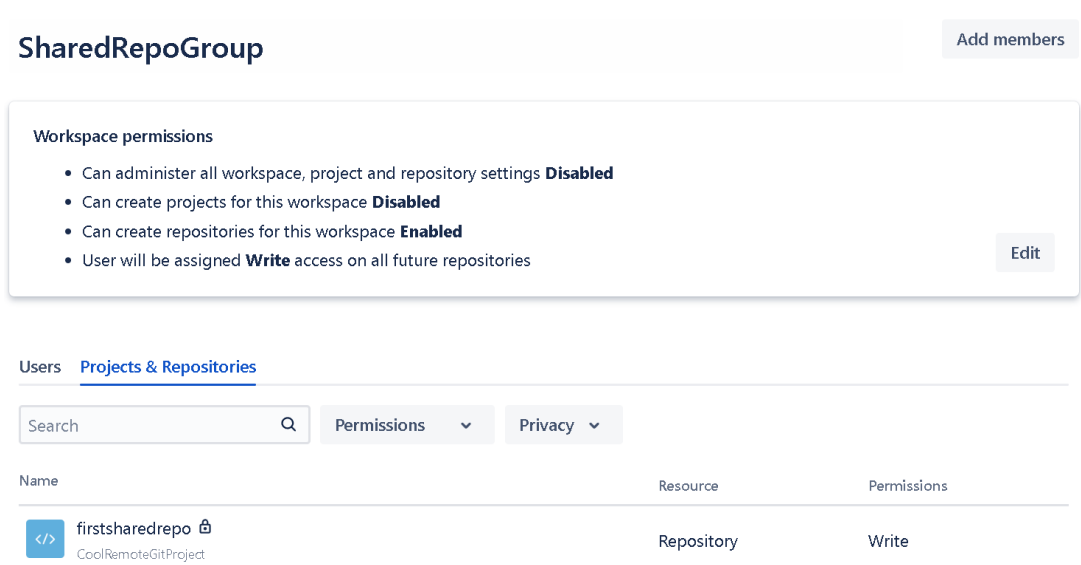 SharedRepoGroup
Add members
Workspace permissions
• Can administer all workspace, project and repository settings Disabled
• Can create projects for this workspace Disabled
• Can create repositories for this workspace Enabled
• User will be assigned Write access on all future repositories
Edit
Users Projects & Repositories
Search Permissions Privacy
Name Resource Permissions
firstsharedrepo
CoolRemoteGitProject
Repository Write